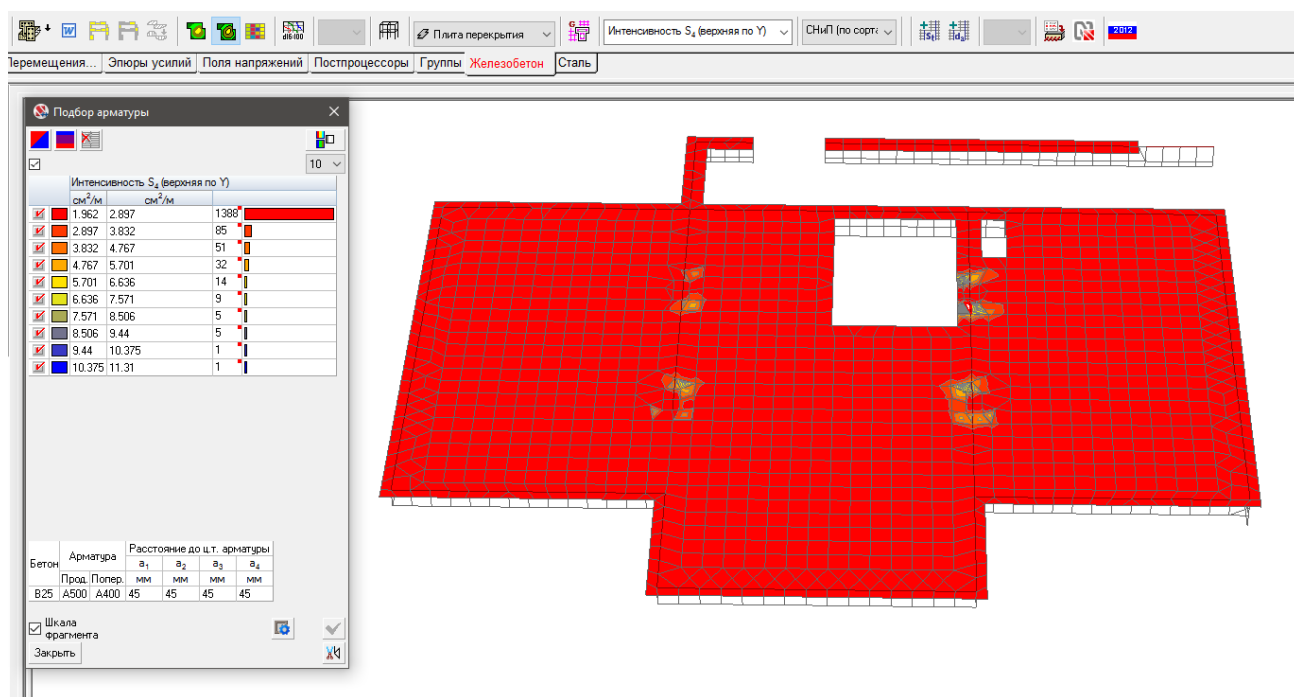 W d16-100 Плита перекрытия G Интенсивность S₄ (верхняя по Y) СНиП (по сорта S₁ d₃ 2012
Перемещения... Эпюры усилий Поля напряжений Постпроцессоры Группы Железобетон Сталь
Подбор арматуры
10
Интенсивность S₄ (верхняя по Y)
см²/м см²/м
1.962 2.897 1388
2.897 3.832 85
3.832 4.767 51
4.767 5.701 32
5.701 6.636 14
6.636 7.571 9
7.571 8.506 5
8.506 9.44 5
9.44 10.375 1
10.375 11.31 1
Бетон Арматура Расстояние до ц.т. арматуры
a₁ a₂ a₃ a₄
Прод. Попер. мм мм мм мм
B25 A500 A400 45 45 45 45
Шкала
фрагмента
Закрыть